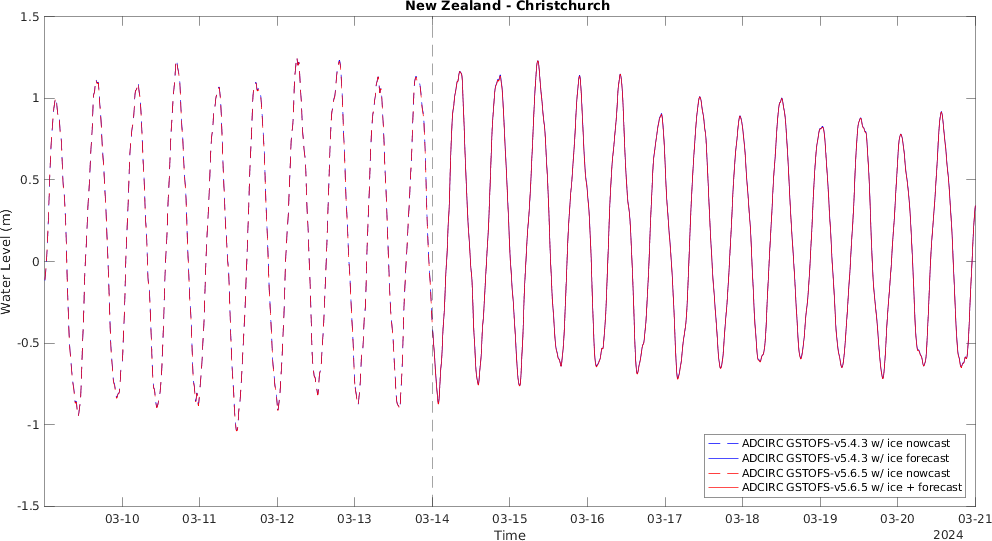 New Zealand - Christchurch
1.5
1
0.5
0
-0.5
-1
-1.5
Water Level (m)
03-10 03-11 03-12 03-13 03-14 03-15 03-16 03-17 03-18 03-19 03-20 03-21
Time
2024
ADCIRC GSTOFS-v5.4.3 w/ ice nowcast
ADCIRC GSTOFS-v5.4.3 w/ ice forecast
ADCIRC GSTOFS-v5.6.5 w/ ice nowcast
ADCIRC GSTOFS-v5.6.5 w/ ice + forecast